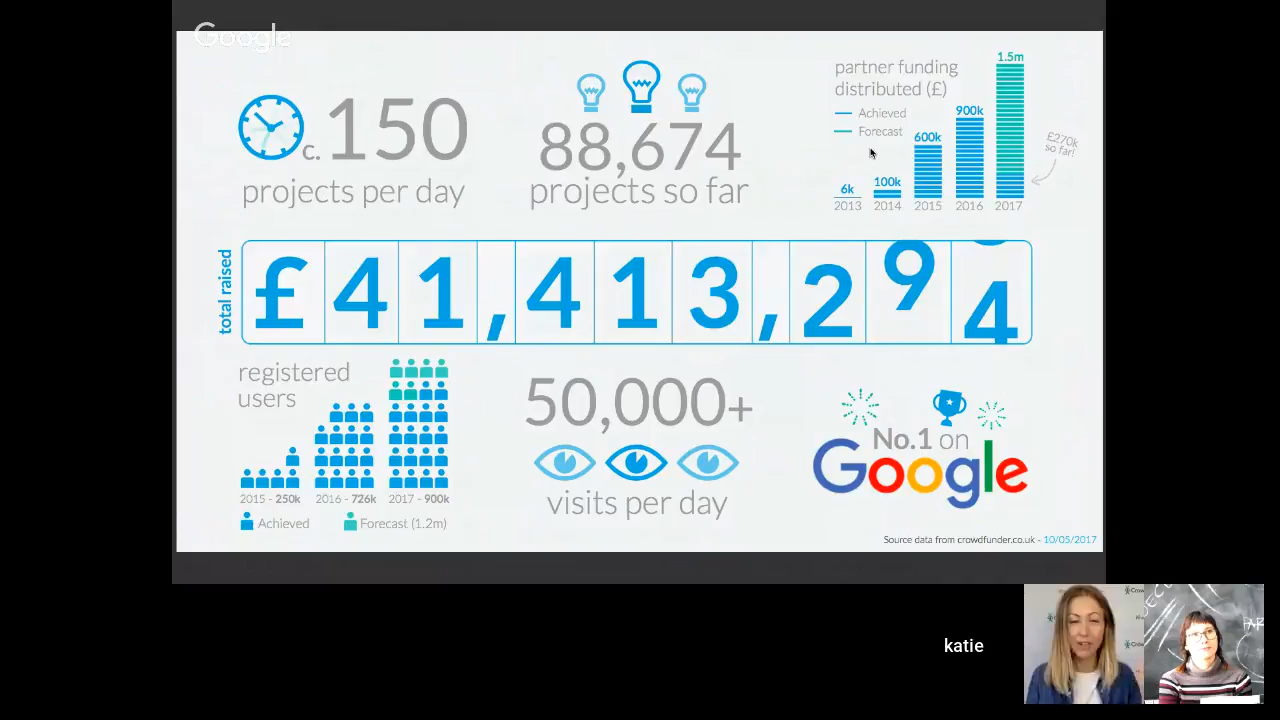 Google
c. 150
projects per day
88,674
projects so far
partner funding
distributed (£)
Achieved
Forecast
6k
100k
600k
900k
1.5m
£270k
so far!
2013
2014
2015
2016
2017
total raised
£41,413,294
registered
users
2015 - 250k
2016 - 726k
2017 - 900k
Achieved
Forecast (1.2m)
50,000+
visits per day
No.1 on
Google
Source data from crowdfunder.co.uk - 10/05/2017
katie